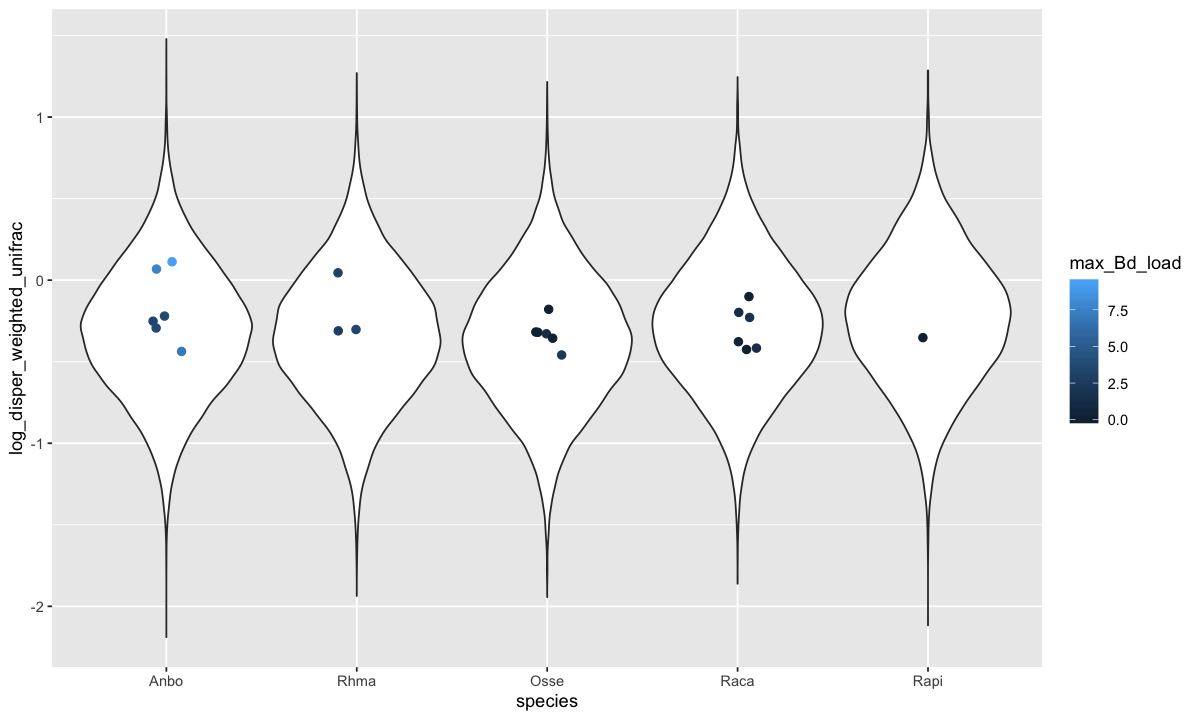 log_disper_weighted_unifrac
1
0
-1
-2
Anbo
Rhma
Osse
Raca
Rapi
species
max_Bd_load
7.5
5.0
2.5
0.0